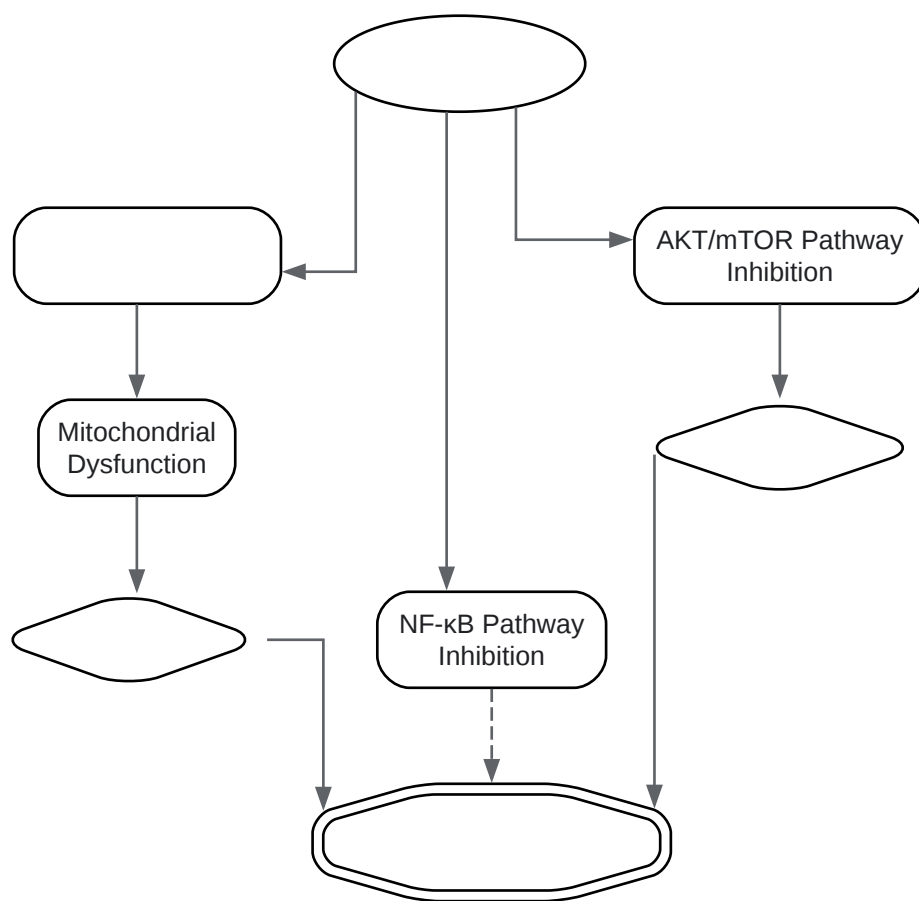 AKT/mTOR Pathway
Inhibition
Mitochondrial
Dysfunction
NF-κB Pathway
Inhibition